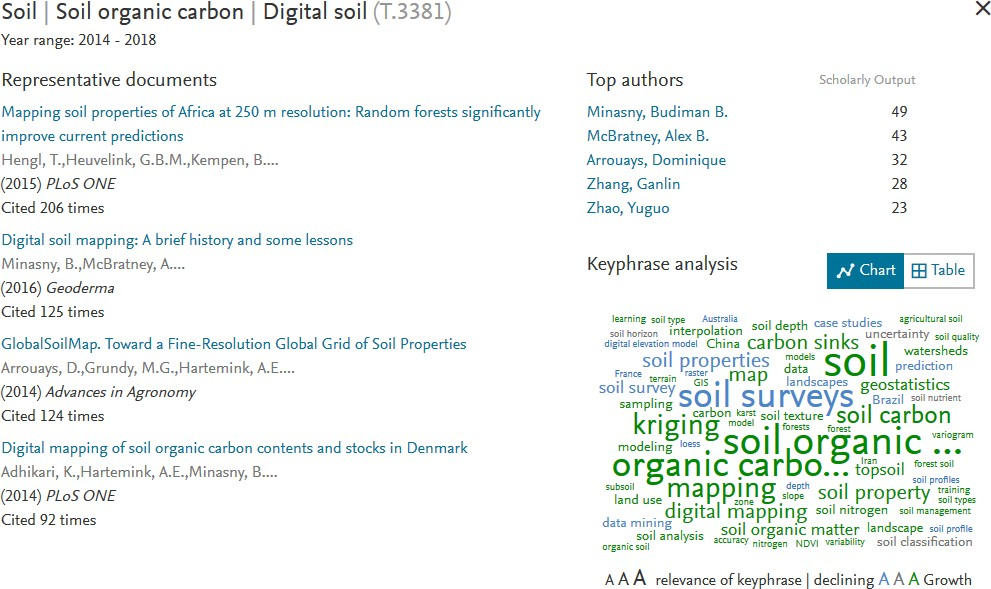 Soil | Soil organic carbon | Digital soil (T.3381)
Year range: 2014 - 2018
Representative documents
Mapping soil properties of Africa at 250 m resolution: Random forests significantly
improve current predictions
Hengl, T.,Heuvelink, G.B.M.,Kempen, B....
(2015) PLoS ONE
Cited 206 times
Digital soil mapping: A brief history and some lessons
Minasny, B.,McBratney, A....
(2016) Geoderma
Cited 125 times
GlobalSoilMap. Toward a Fine-Resolution Global Grid of Soil Properties
Arrouays, D.,Grundy, M.G.,Hartemink, A.E....
(2014) Advances in Agronomy
Cited 124 times
Digital mapping of soil organic carbon contents and stocks in Denmark
Adhikari, K.,Hartemink, A.E.,Minasny, B....
(2014) PLoS ONE
Cited 92 times
Top authors Scholarly Output
Minasny, Budiman B. 49
McBratney, Alex B. 43
Arrouays, Dominique 32
Zhang, Ganlin 28
Zhao, Yuguo 23
Keyphrase analysis
Chart Table
learning soil type Australia agricultural soil
soil horizon interpolation soil depth case studies uncertainty soil quality
digital elevation model China carbon sinks
soil properties models soil watersheds
France terrain raster GIS map data prediction
soil survey soil surveys landscapes geostatistics
sampling Brazil soil nutrient
carbon karst soil texture soil carbon
kriging model forests forest
modeling loess soil organic ... variogram
organic carbo... Iran topsoil forest soil
subsoil mapping depth soil profiles
land use zone slope soil property training soil types
digital mapping soil nitrogen soil management
data mining soil organic matter landscape soil profile
soil analysis accuracy nitrogen NDVI variability soil classification
organic soil
A A A relevance of keyphrase | declining A A A Growth